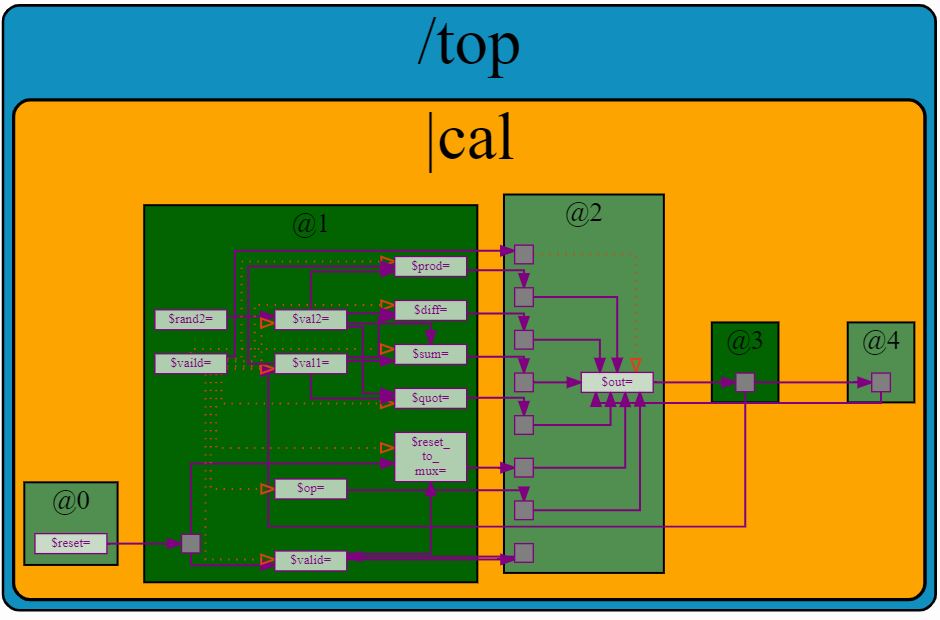 /top
|cal
@1
@2
$prod=
$rand2=
$val2=
$diff=
@3
@4
$vaild=
$val1=
$sum=
$out=
$quot=
$reset_
to_
mux=
@0
$op=
$reset=
$valid=